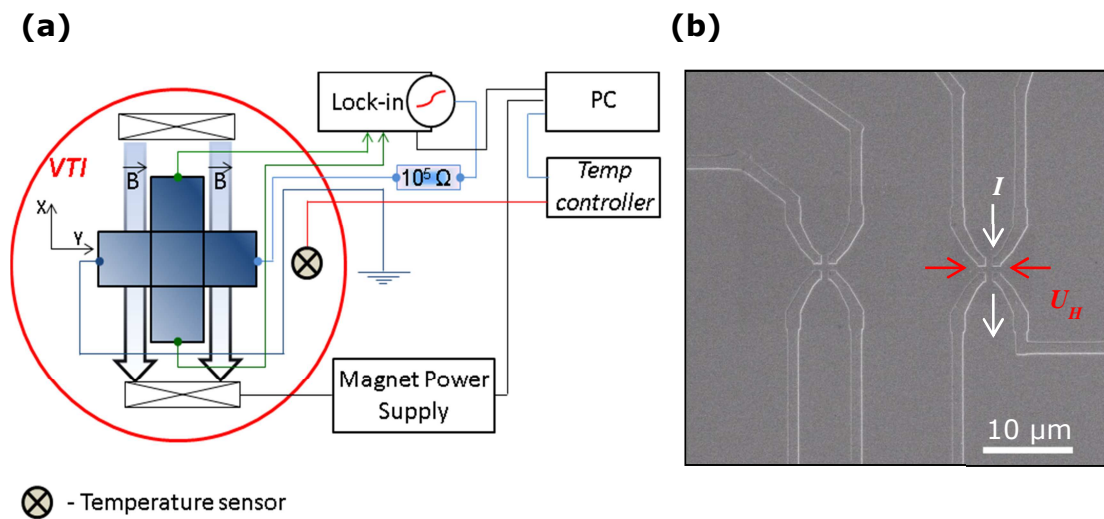 (a)
(b)
Lock-in
PC
VTI
B
B
10⁵ Ω
Temp
controller
X
Y
I
U_H
Magnet Power
Supply
10 µm
- Temperature sensor